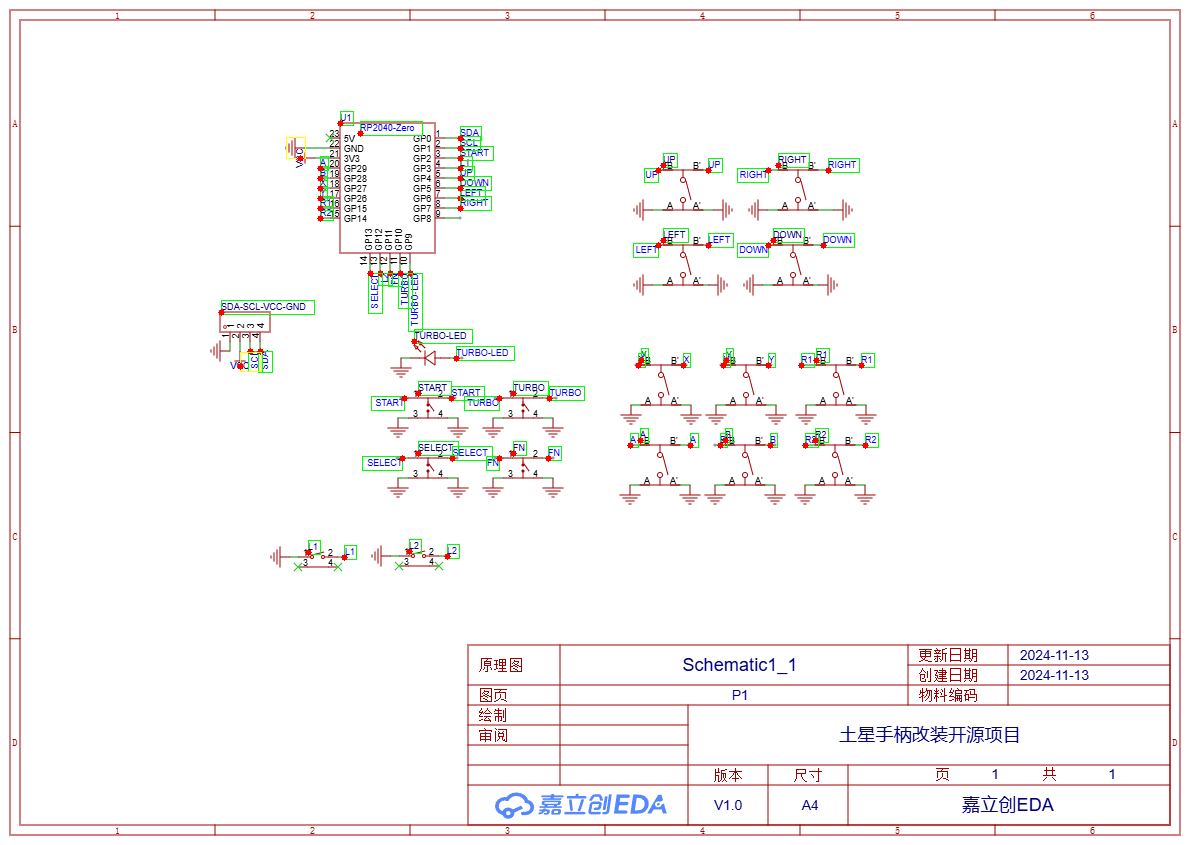 1 2 3 4 5 6
A
B
C
D
U1
RP2040-Zero
23 5V
22 GND
21 3V3
20 GP29
19 GP28
18 GP27
17 GP26
16 GP15
15 GP14
GP0 1 SDA
GP1 2 SCL
GP2 3 START
GP3 4
GP4 5 UP
GP5 6 DOWN
GP6 7 LEFT
GP7 8 RIGHT
GP8 9
VCC
R2
GP13 GP12 GP11 GP10 GP9
14 13 12 11 10
SELECT
TURBO
TURBO-LED
UP
UP UP
B B'
A A'
RIGHT
RIGHT RIGHT
B B'
A A'
LEFT
LEFT LEFT
B B'
A A'
DOWN
DOWN DOWN
B B'
A A'
SDA-SCL-VCC-GND
1 2 3 4
1 2 3 4
VCC SCL SDA
TURBO-LED
TURBO-LED
START
START START
2
3 4
TURBO
TURBO TURBO
2
3 4
SELECT
SELECT SELECT
2
3 4
FN
FN FN
2
3 4
X
X
B B'
A A'
Y
Y
B B'
A A'
R1
R1 R1
B B'
A A'
A
A A
B B'
A A'
B
B B
B B'
A A'
R2
R2 R2
B B'
A A'
L1
L1
2
3 4
L2
L2
2
3 4
原理图
Schematic1_1
更新日期 2024-11-13
创建日期 2024-11-13
图页 P1 物料编码
绘制
审阅
土星手柄改装开源项目
版本 尺寸 页 1 共 1
嘉立创EDA V1.0 A4 嘉立创EDA
1 2 3 4 5 6
A
B
C
D